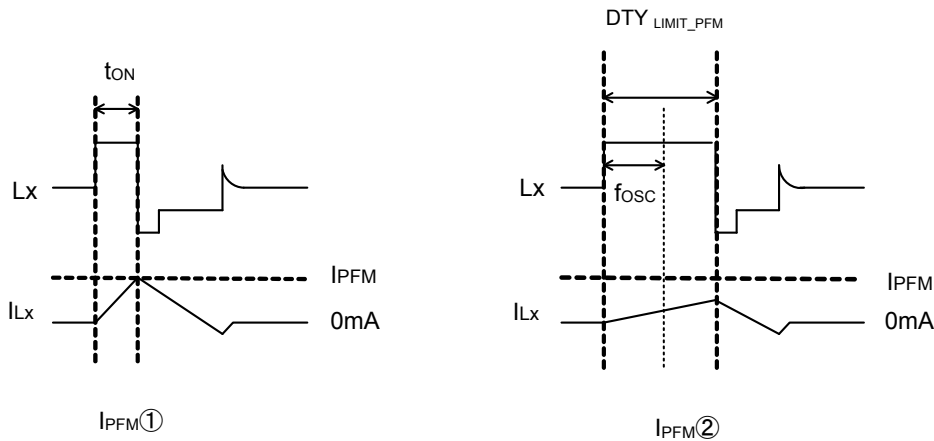 DTY LIMIT_PFM
tON
Lx
Lx
fOSC
IPFM
IPFM
ILx
0mA
ILx
0mA
IPFM①
IPFM②